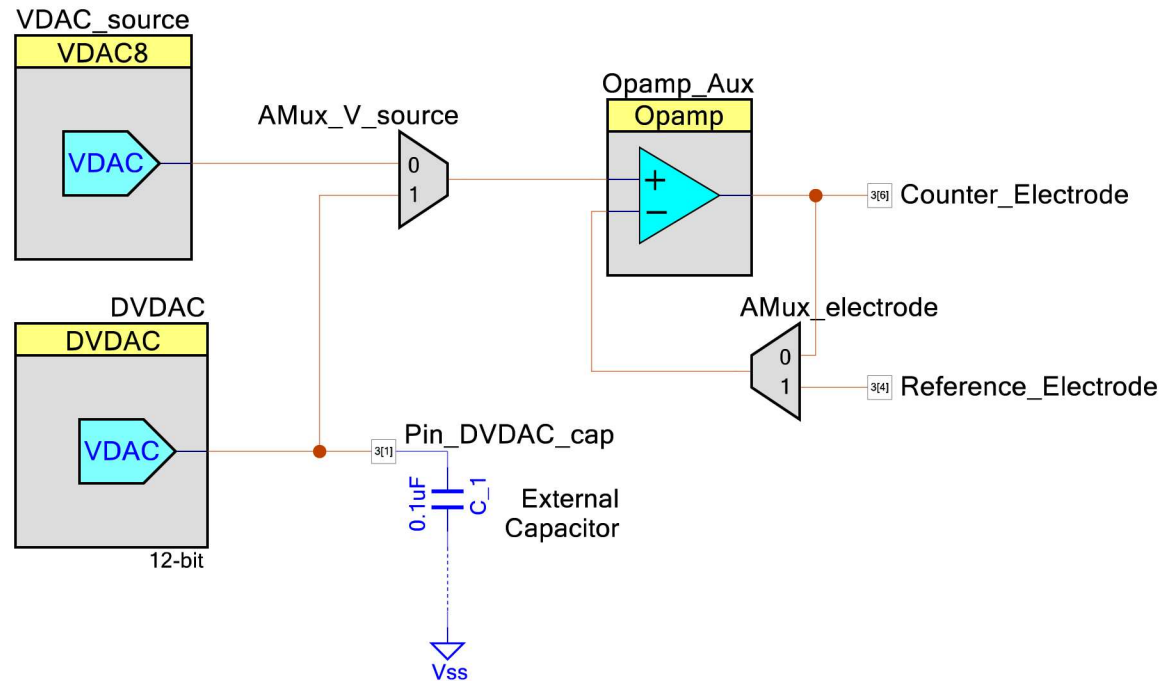 VDAC_source
VDAC8
VDAC
AMux_V_source
0
1
Opamp_Aux
Opamp
+
−
3[6]
Counter_Electrode
AMux_electrode
0
1
3[4]
Reference_Electrode
DVDAC
DVDAC
VDAC
12-bit
Pin_DVDAC_cap
3[1]
0.1uF
C_1
External
Capacitor
Vss